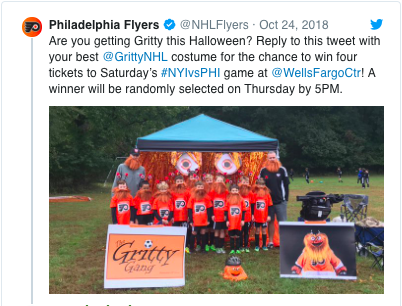 Philadelphia Flyers @NHLFlyers · Oct 24, 2018
Are you getting Gritty this Halloween? Reply to this tweet with
your best @GrittyNHL costume for the chance to win four
tickets to Saturday’s #NYIvsPHI game at @WellsFargoCtr! A
winner will be randomly selected on Thursday by 5PM.
The
Gritty
Gang